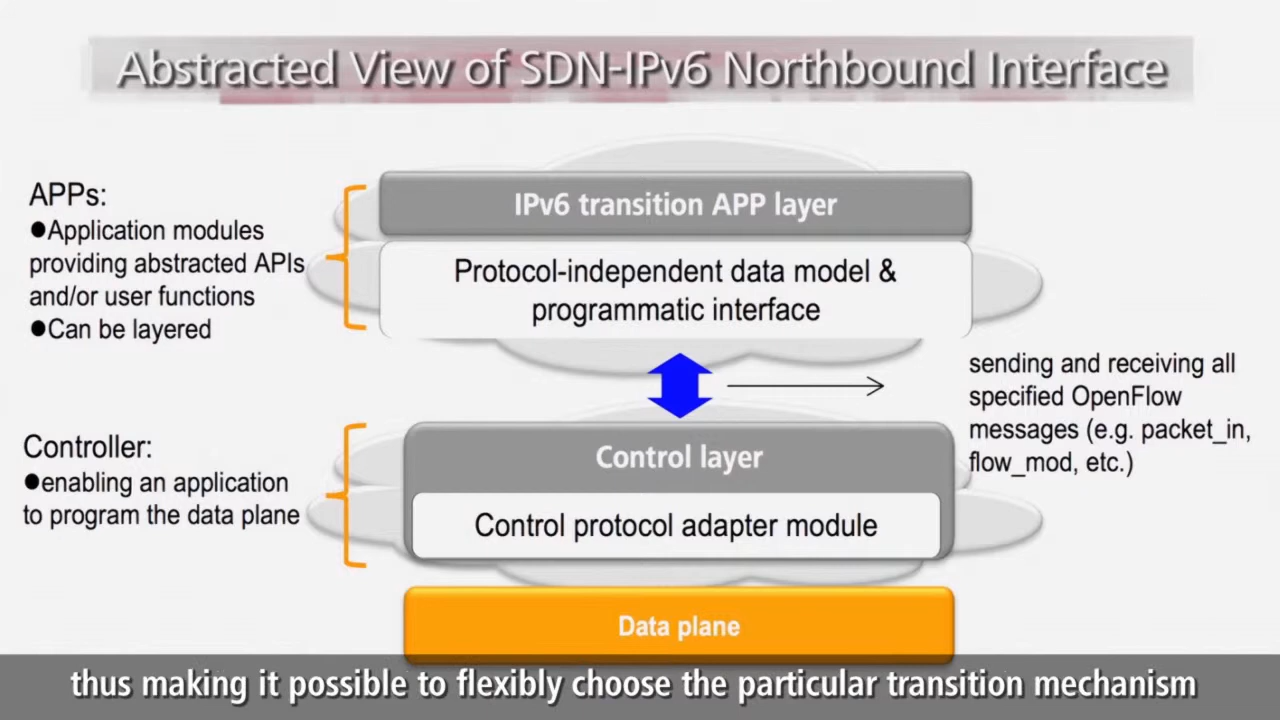 Abstracted View of SDN-IPv6 Northbound Interface
APPs:
●Application modules
providing abstracted APIs
and/or user functions
●Can be layered
IPv6 transition APP layer
Protocol-independent data model &
programmatic interface
sending and receiving all
specified OpenFlow
messages (e.g. packet_in,
flow_mod, etc.)
Controller:
●enabling an application
to program the data plane
Control layer
Control protocol adapter module
Data plane
thus making it possible to flexibly choose the particular transition mechanism